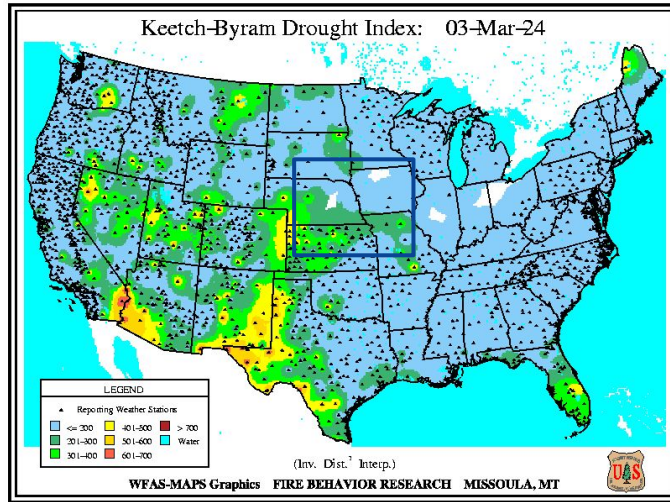 Keetch-Byram Drought Index: 03-Mar-24
LEGEND
Reporting Weather Stations
<= 200 401-500 > 700
201-300 501-600 Water
301-400 601-700
(Inv. Dist.² Interp.)
WFAS-MAPS Graphics FIRE BEHAVIOR RESEARCH MISSOULA, MT
U S